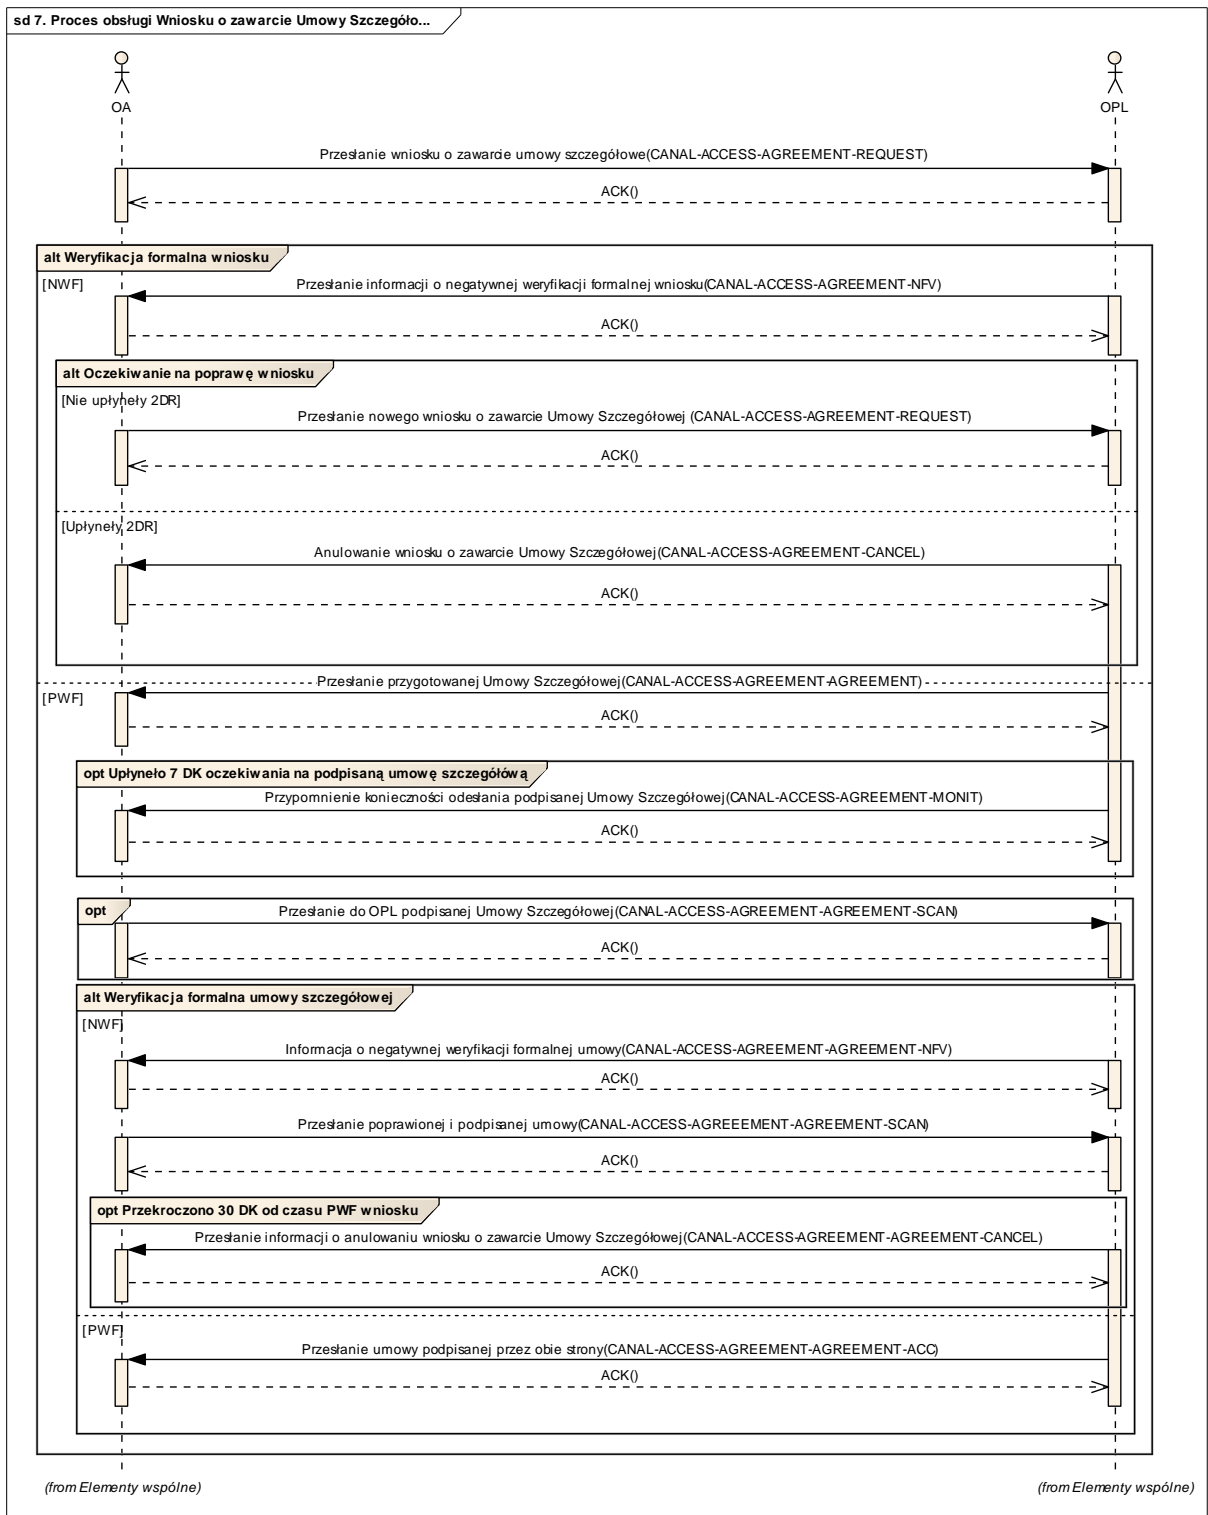 sd 7. Proces obsługi Wniosku o zawarcie Umowy Szczegóło...
OA
OPL
Przesłanie wniosku o zawarcie umowy szczegółowe(CANAL-ACCESS-AGREEMENT-REQUEST)
ACK()
alt Weryfikacja formalna wniosku
[NWF]
Przesłanie informacji o negatywnej weryfikacji formalnej wniosku(CANAL-ACCESS-AGREEMENT-NFV)
ACK()
alt Oczekiwanie na poprawę wniosku
[Nie upłyneły 2DR]
Przesłanie nowego wniosku o zawarcie Umowy Szczegółowej (CANAL-ACCESS-AGREEMENT-REQUEST)
ACK()
[Upłyneły 2DR]
Anulowanie wniosku o zawarcie Umowy Szczegółowej(CANAL-ACCESS-AGREEMENT-CANCEL)
ACK()
Przesłanie przygotowanej Umowy Szczegółowej(CANAL-ACCESS-AGREEMENT-AGREEMENT)
[PWF]
ACK()
opt Upłyneło 7 DK oczekiwania na podpisaną umowę szczegółówą
Przypomnienie konieczności odesłania podpisanej Umowy Szczegółowej(CANAL-ACCESS-AGREEMENT-MONIT)
ACK()
opt
Przesłanie do OPL podpisanej Umowy Szczegółowej(CANAL-ACCESS-AGREEMENT-AGREEMENT-SCAN)
ACK()
alt Weryfikacja formalna umowy szczegółowej
[NWF]
Informacja o negatywnej weryfikacji formalnej umowy(CANAL-ACCESS-AGREEMENT-AGREEMENT-NFV)
ACK()
Przesłanie poprawionej i podpisanej umowy(CANAL-ACCESS-AGREEEMENT-AGREEMENT-SCAN)
ACK()
opt Przekroczono 30 DK od czasu PWF wniosku
Przesłanie informacji o anulowaniu wniosku o zawarcie Umowy Szczegółowej(CANAL-ACCESS-AGREEMENT-AGREEMENT-CANCEL)
ACK()
[PWF]
Przesłanie umowy podpisanej przez obie strony(CANAL-ACCESS-AGREEMENT-AGREEMENT-ACC)
ACK()
(from Elementy wspólne)
(from Elementy wspólne)